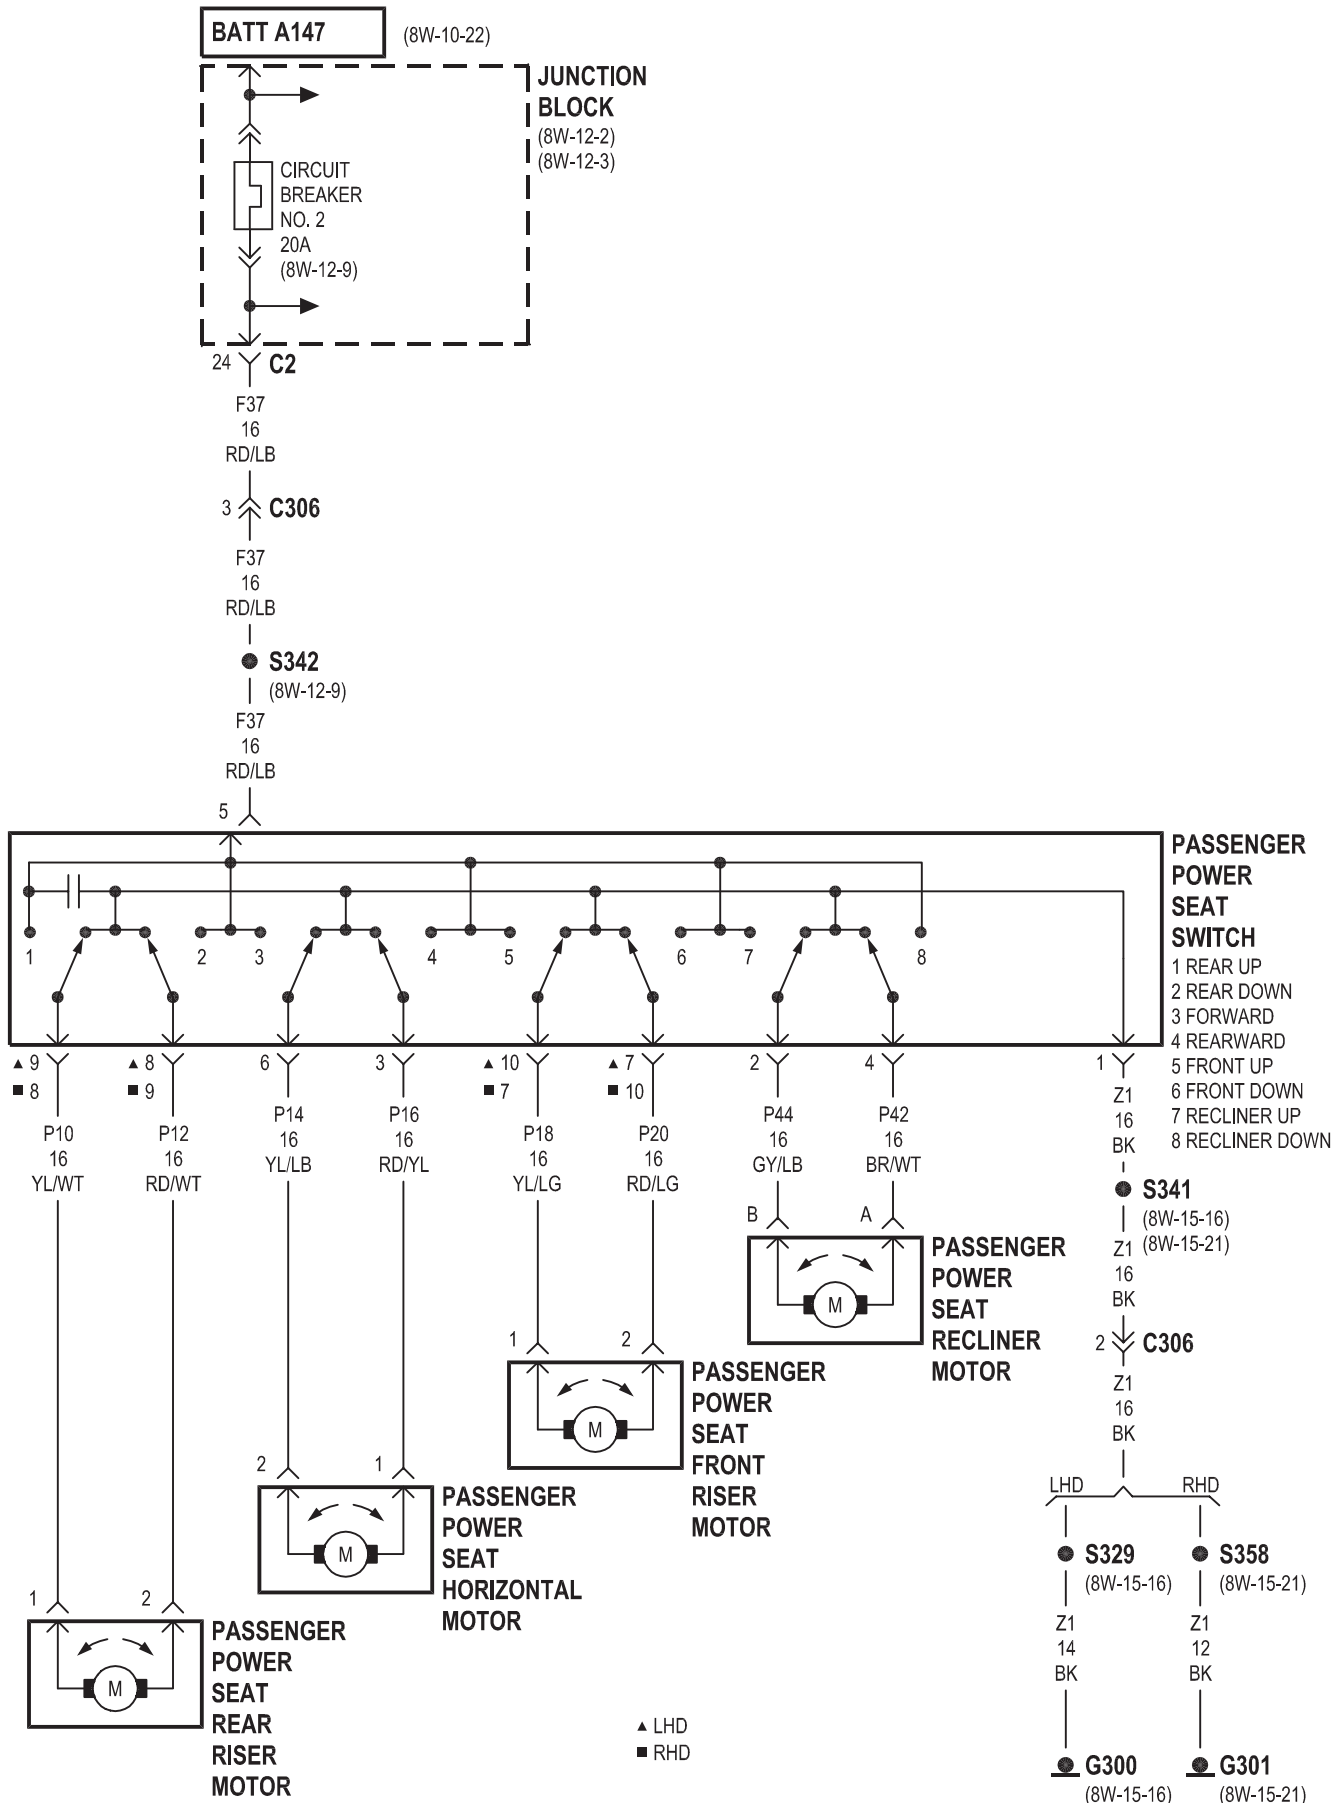 BATT A147
(8W-10-22)
JUNCTION
BLOCK
(8W-12-2)
(8W-12-3)
CIRCUIT
BREAKER
NO. 2
20A
(8W-12-9)
24 C2
F37
16
RD/LB
3 C306
F37
16
RD/LB
S342
(8W-12-9)
F37
16
RD/LB
5
PASSENGER
POWER
SEAT
SWITCH
1 REAR UP
2 REAR DOWN
3 FORWARD
4 REARWARD
5 FRONT UP
6 FRONT DOWN
7 RECLINER UP
8 RECLINER DOWN
1 2 3 4 5 6 7 8
▲ 9 ▲ 8 6 3 ▲ 10 ▲ 7 2 4 1
■ 8 ■ 9 ■ 7 ■ 10
P10
16
YL/WT
P12
16
RD/WT
P14
16
YL/LB
P16
16
RD/YL
P18
16
YL/LG
P20
16
RD/LG
P44
16
GY/LB
P42
16
BR/WT
Z1
16
BK
S341
(8W-15-16)
(8W-15-21)
Z1
16
BK
2 C306
Z1
16
BK
B A
M
PASSENGER
POWER
SEAT
RECLINER
MOTOR
1 2
M
PASSENGER
POWER
SEAT
FRONT
RISER
MOTOR
2 1
M
PASSENGER
POWER
SEAT
HORIZONTAL
MOTOR
1 2
M
PASSENGER
POWER
SEAT
REAR
RISER
MOTOR
LHD RHD
S329
(8W-15-16)
S358
(8W-15-21)
Z1
14
BK
Z1
12
BK
G300
(8W-15-16)
G301
(8W-15-21)
▲ LHD
■ RHD